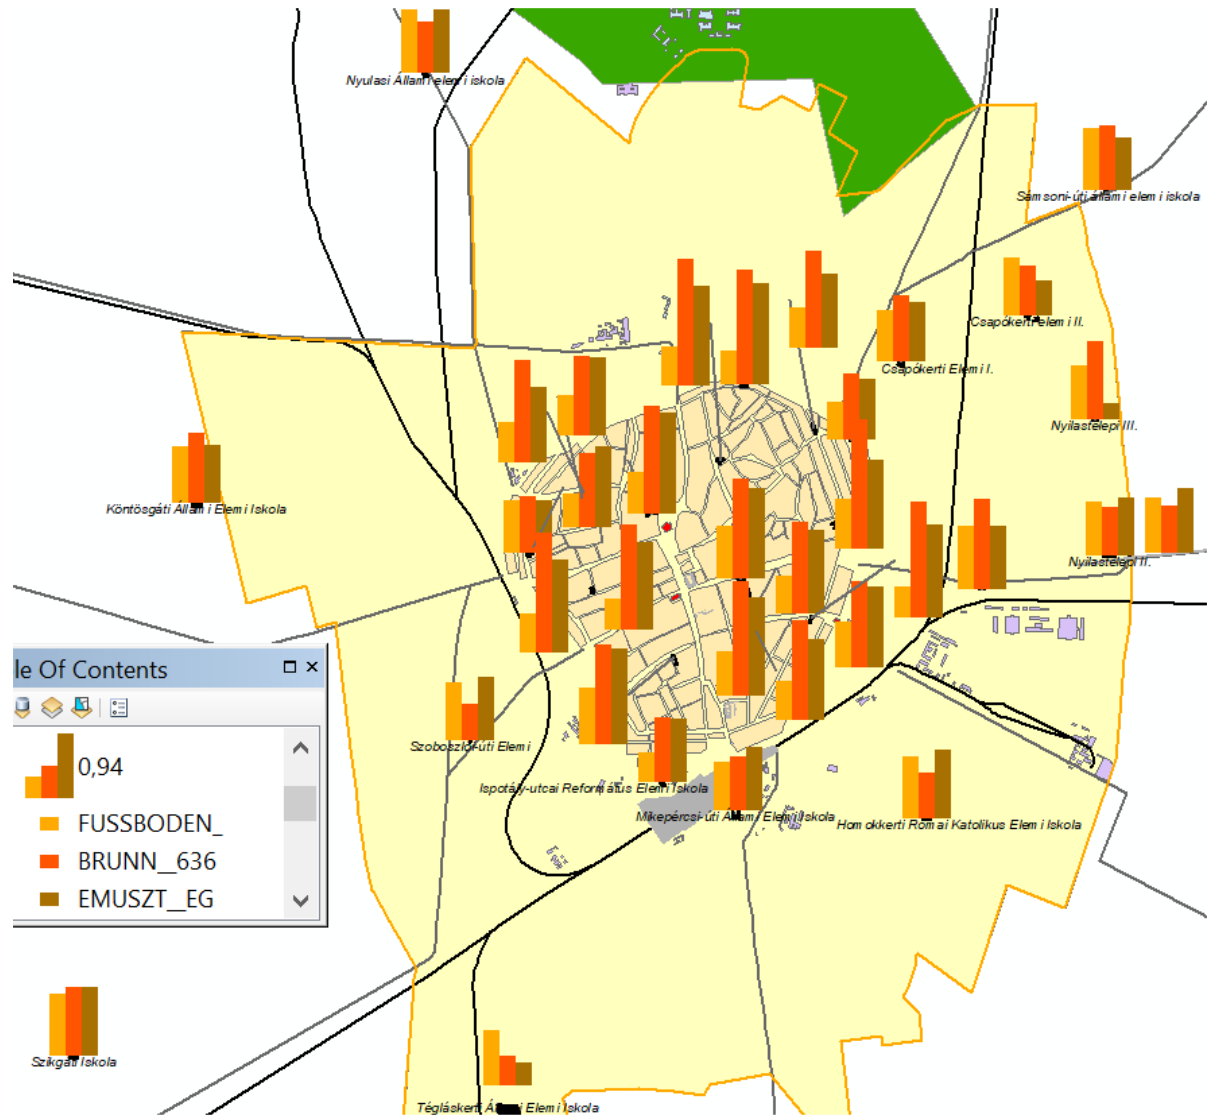 Nyulasi Állami elemi iskola
Sámsoni-úti állami elemi iskola
Csapókerti elemi II.
Csapókerti Elemi I.
Nyilastelepi III.
Köntösgáti Állami Elemi Iskola
Nyilastelepi II.
le Of Contents
Szoboszlói-úti Elemi
0,94
Ispotály-utcai Református Elemi Iskola
Mikepércsi-úti Állami Elemi Iskola
Homokkerti Római Katolikus Elemi Iskola
FUSSBODEN_
BRUNN__636
EMUSZT__EG
Szikgáti Iskola
Tégláskerti Állami Elemi Iskola